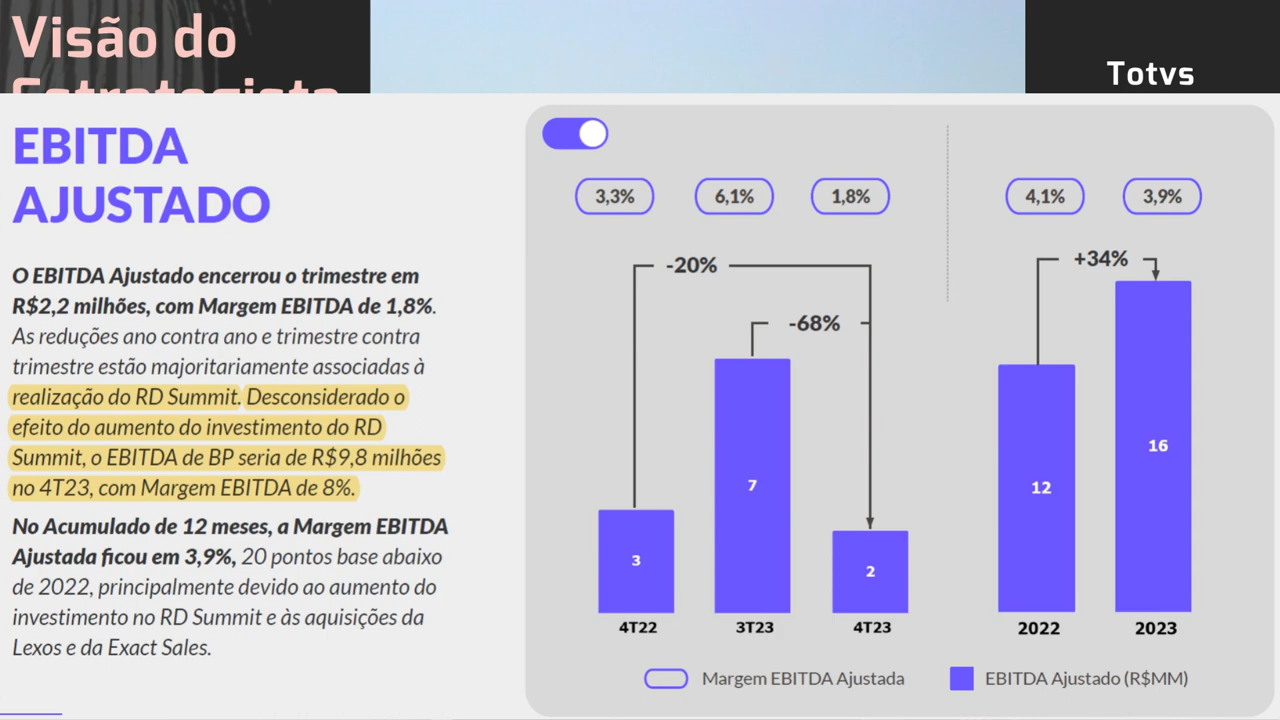 Visão do
Estrategista
Totvs
EBITDA
AJUSTADO
O EBITDA Ajustado encerrou o trimestre em
R$2,2 milhões, com Margem EBITDA de 1,8%.
As reduções ano contra ano e trimestre contra
trimestre estão majoritariamente associadas à
realização do RD Summit. Desconsiderado o
efeito do aumento do investimento do RD
Summit, o EBITDA de BP seria de R$9,8 milhões
no 4T23, com Margem EBITDA de 8%.
No Acumulado de 12 meses, a Margem EBITDA
Ajustada ficou em 3,9%, 20 pontos base abaixo
de 2022, principalmente devido ao aumento do
investimento no RD Summit e às aquisições da
Lexos e da Exact Sales.
3,3% 6,1% 1,8% 4,1% 3,9%
-20% +34%
-68%
3 7 2 12 16
4T22 3T23 4T23 2022 2023
Margem EBITDA Ajustada EBITDA Ajustado (R$MM)